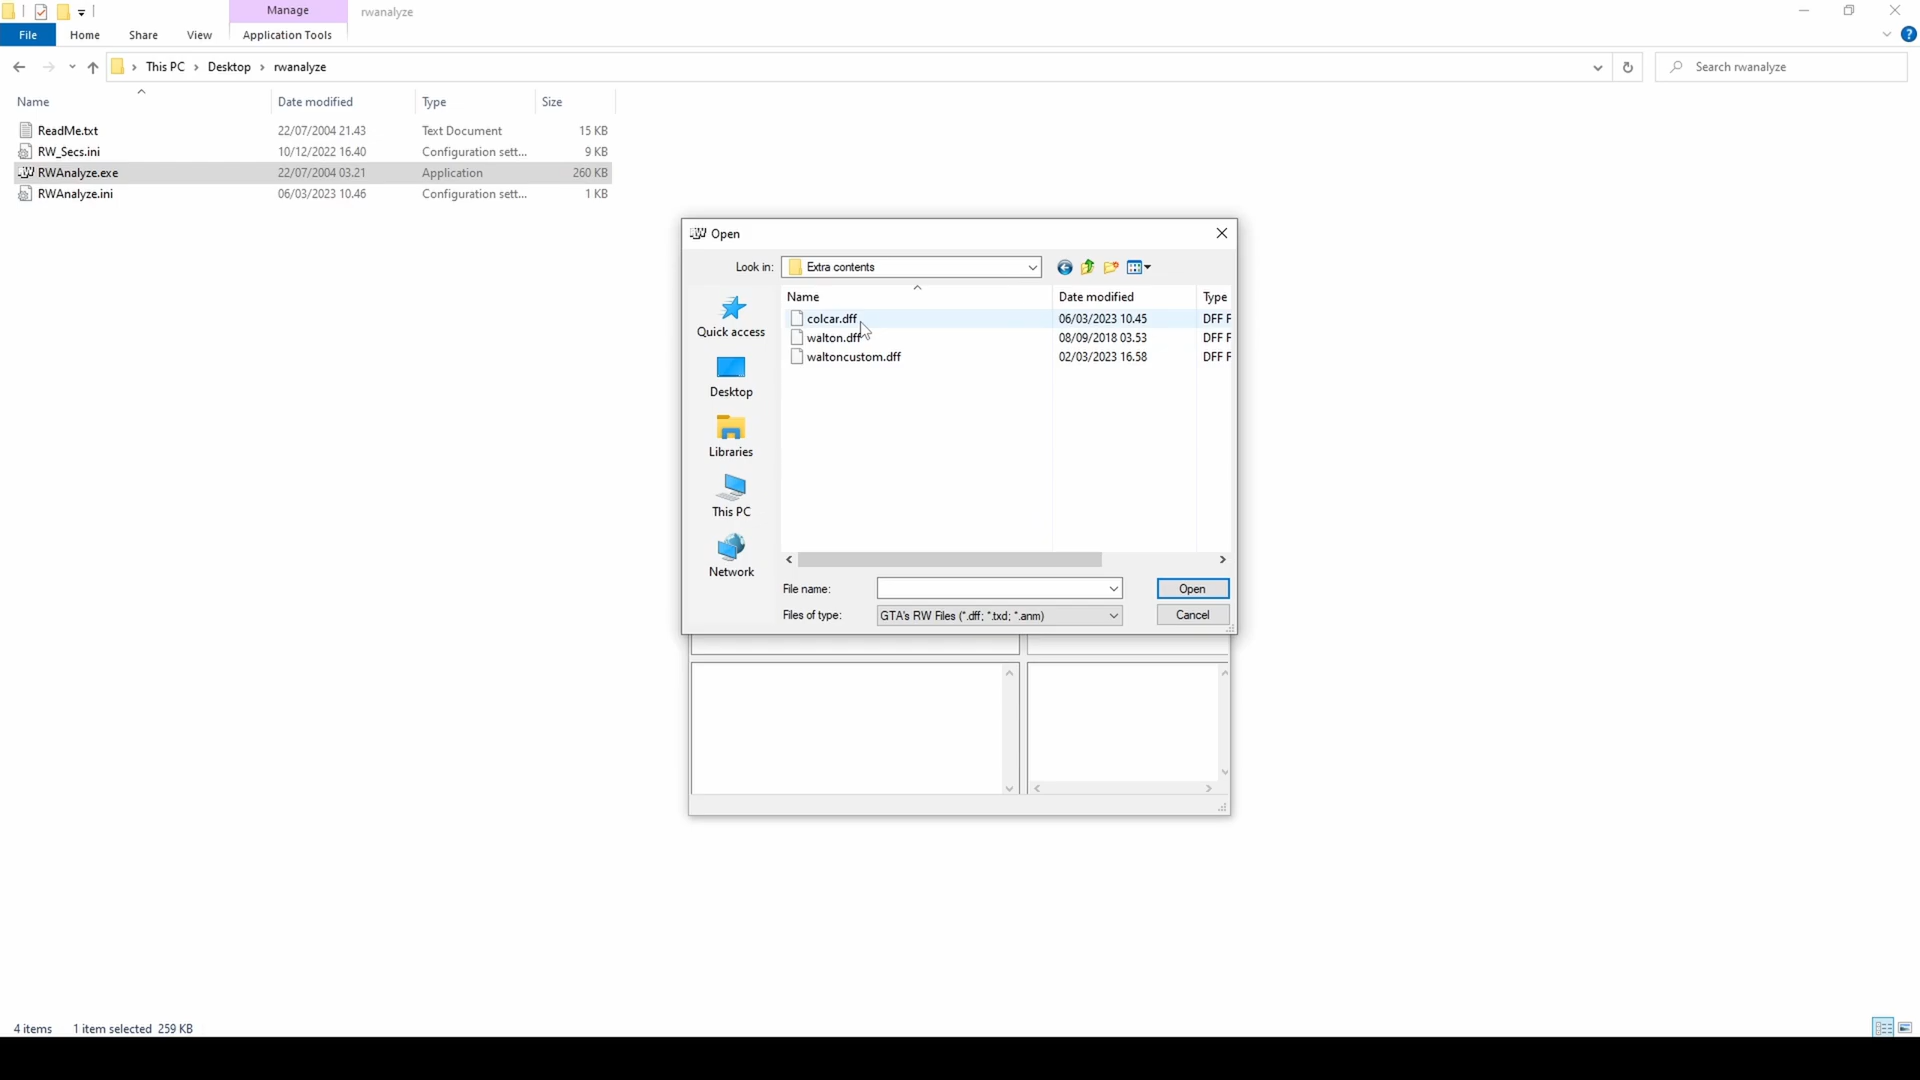 Manage
rwanalyze
File
Home
Share
View
Application Tools
This PC
Desktop
rwanalyze
Search rwanalyze
Name
Date modified
Type
Size
ReadMe.txt
22/07/2004 21.43
Text Document
15 KB
RW_Secs.ini
10/12/2022 16.40
Configuration sett...
9 KB
RWAnalyze.exe
22/07/2004 03.21
Application
260 KB
RWAnalyze.ini
06/03/2023 10.46
Configuration sett...
1 KB
RW
Open
Look in:
Extra contents
Name
Date modified
Type
colcar.dff
06/03/2023 10.45
DFF F
walton.dff
08/09/2018 03.53
DFF F
waltoncustom.dff
02/03/2023 16.58
DFF F
Quick access
Desktop
Libraries
This PC
Network
File name:
Open
Files of type:
GTA's RW Files (*.dff; *.txd; *.anm)
Cancel
4 items
1 item selected 259 KB